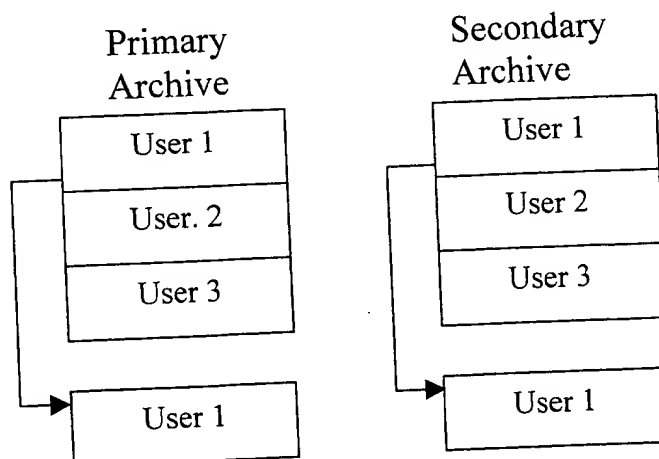 Primary
Archive
User 1
User. 2
User 3
User 1
Secondary
Archive
User 1
User 2
User 3
User 1